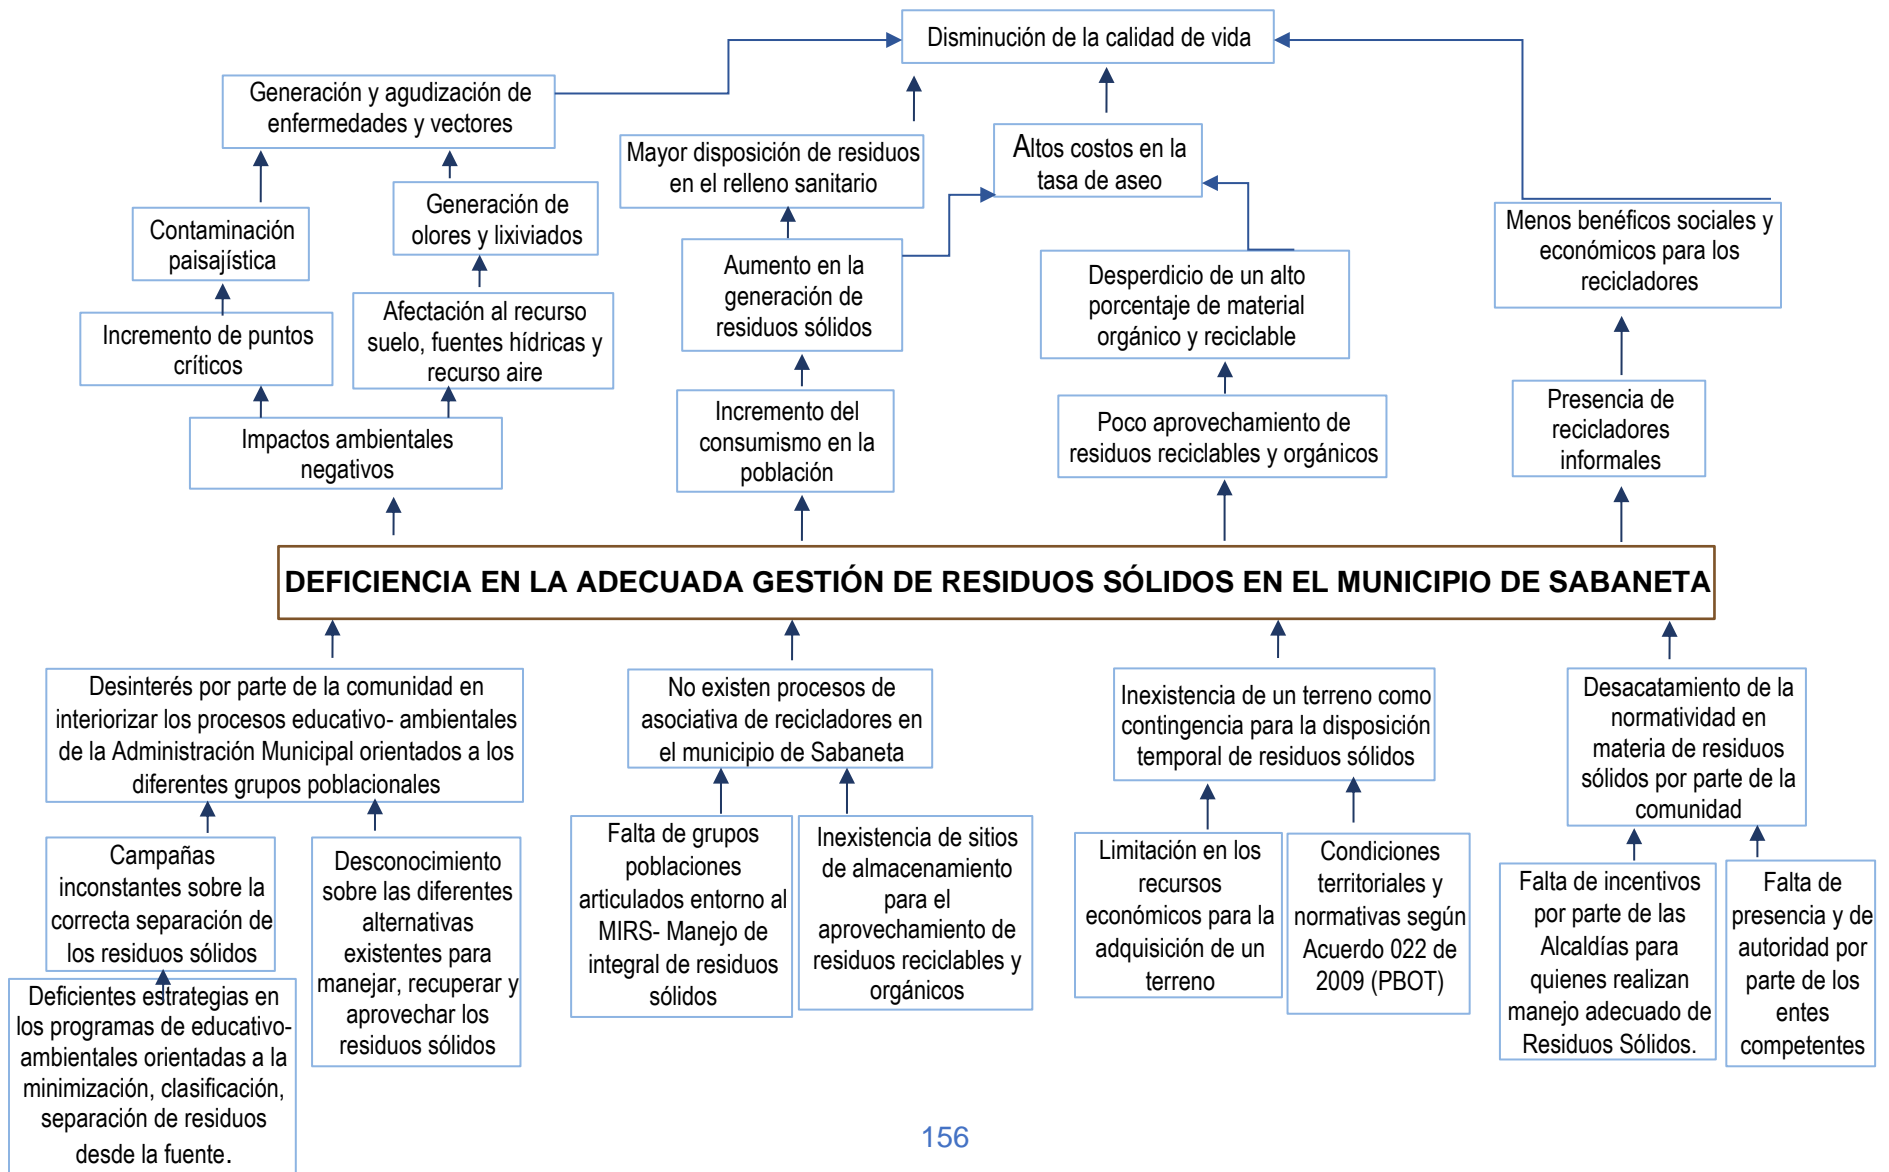 Disminución de la calidad de vida
Generación y agudización de
enfermedades y vectores
Mayor disposición de residuos
en el relleno sanitario
Altos costos en la
tasa de aseo
Contaminación
paisajística
Generación de
olores y lixiviados
Aumento en la
generación de
residuos sólidos
Desperdicio de un alto
porcentaje de material
orgánico y reciclable
Menos benéficos sociales y
económicos para los
recicladores
Incremento de puntos
críticos
Afectación al recurso
suelo, fuentes hídricas y
recurso aire
Impactos ambientales
negativos
Incremento del
consumismo en la
población
Poco aprovechamiento de
residuos reciclables y orgánicos
Presencia de
recicladores
informales
DEFICIENCIA EN LA ADECUADA GESTIÓN DE RESIDUOS SÓLIDOS EN EL MUNICIPIO DE SABANETA
Desinterés por parte de la comunidad en
interiorizar los procesos educativo- ambientales
de la Administración Municipal orientados a los
diferentes grupos poblacionales
No existen procesos de
asociativa de recicladores en
el municipio de Sabaneta
Inexistencia de un terreno como
contingencia para la disposición
temporal de residuos sólidos
Desacatamiento de la
normatividad en
materia de residuos
sólidos por parte de la
comunidad
Campañas
inconstantes sobre la
correcta separación de
los residuos sólidos
Desconocimiento
sobre las diferentes
alternativas
existentes para
manejar, recuperar y
aprovechar los
residuos sólidos
Falta de grupos
poblaciones
articulados entorno al
MIRS- Manejo de
integral de residuos
sólidos
Inexistencia de sitios
de almacenamiento
para el
aprovechamiento de
residuos reciclables y
orgánicos
Limitación en los
recursos
económicos para la
adquisición de un
terreno
Condiciones
territoriales y
normativas según
Acuerdo 022 de
2009 (PBOT)
Falta de incentivos
por parte de las
Alcaldías para
quienes realizan
manejo adecuado de
Residuos Sólidos.
Falta de
presencia y de
autoridad por
parte de los
entes
competentes
Deficientes estrategias en
los programas de educativo-
ambientales orientadas a la
minimización, clasificación,
separación de residuos
desde la fuente.
156